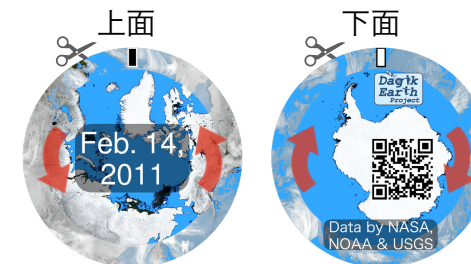 上面
下面
Feb. 14,
2011
Dagik
Earth
Project
Data by NASA,
NOAA & USGS